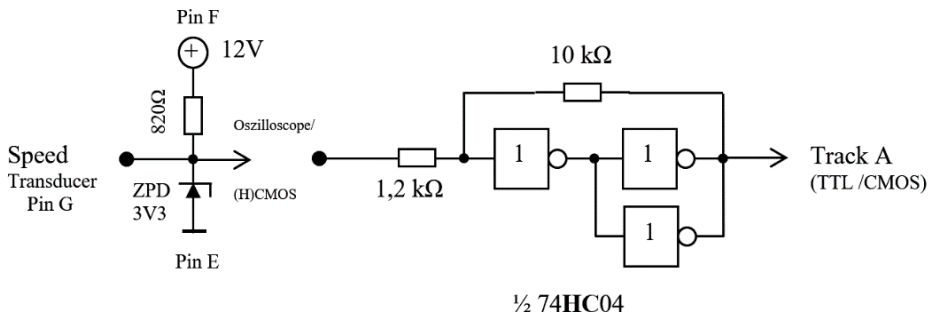 Pin F
12V
820Ω
Speed
Transducer
Pin G
ZPD
3V3
Pin E
Oszilloscope/
(H)CMOS
10 kΩ
1,2 kΩ
1
1
1
Track A
(TTL /CMOS)
½ 74HC04